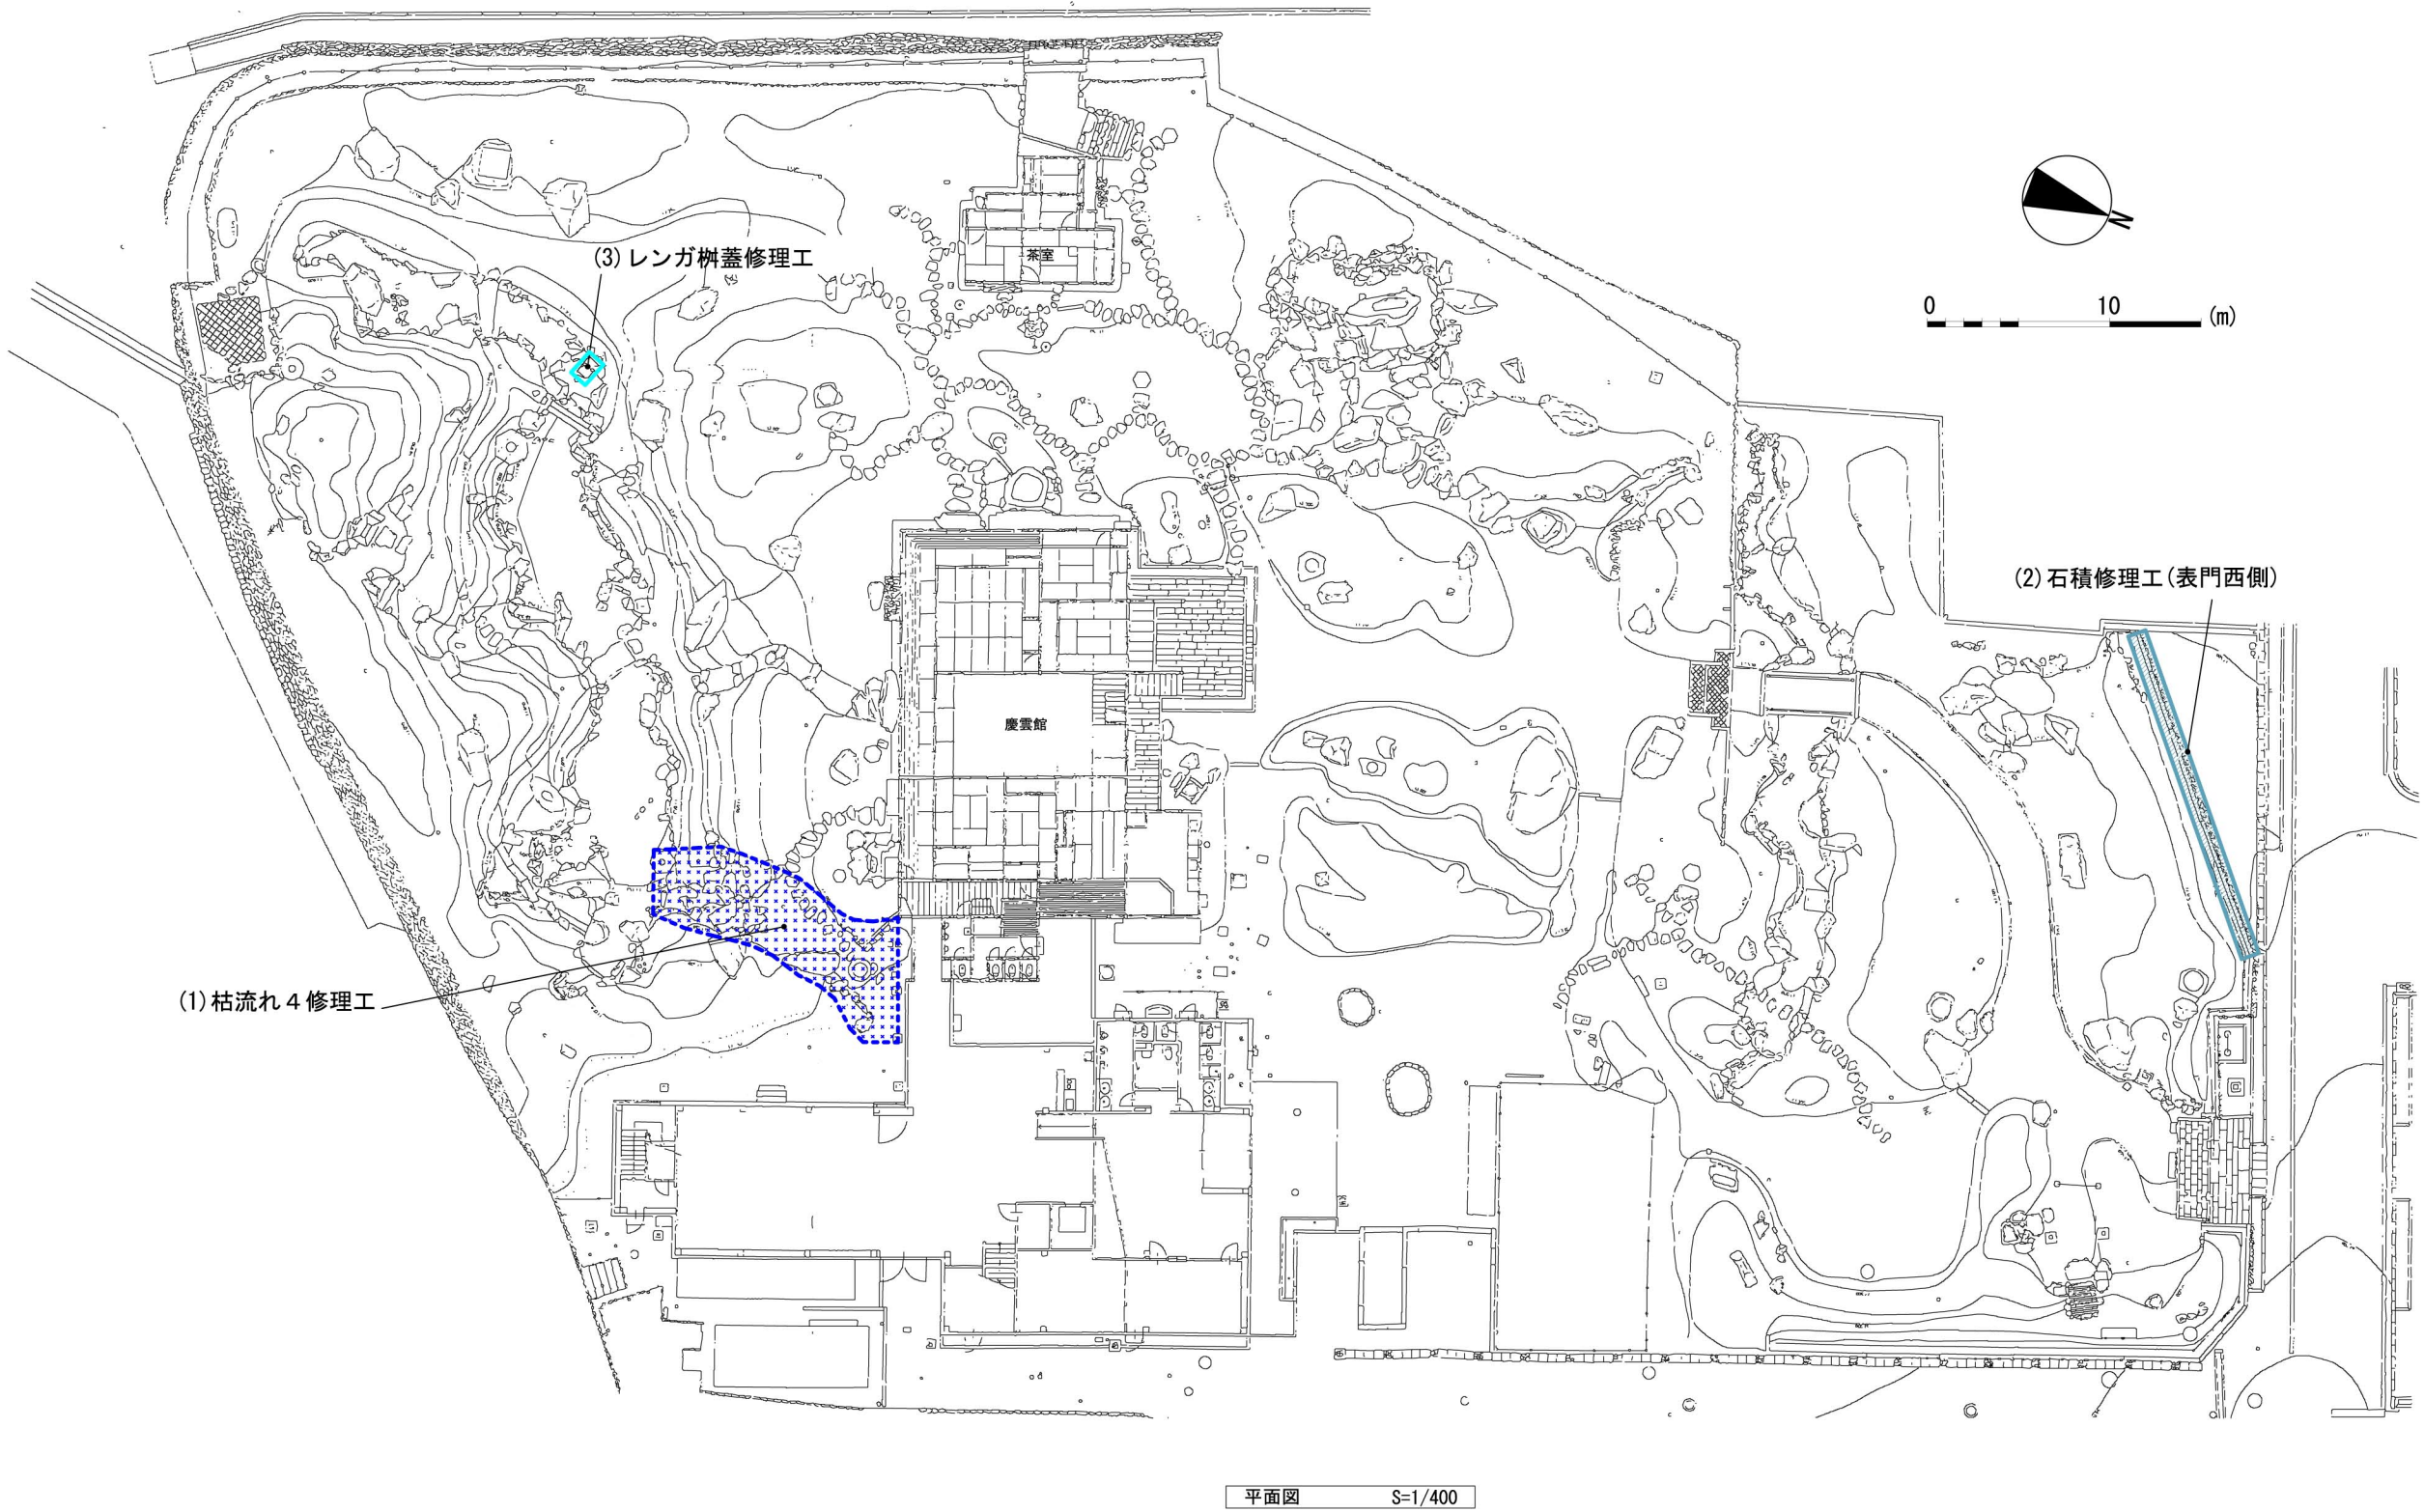 N
0 10 (m)
(3)レンガ桝蓋修理工
茶室
(2)石積修理工(表門西側)
慶雲館
(1)枯流れ4修理工
平面図 S=1/400